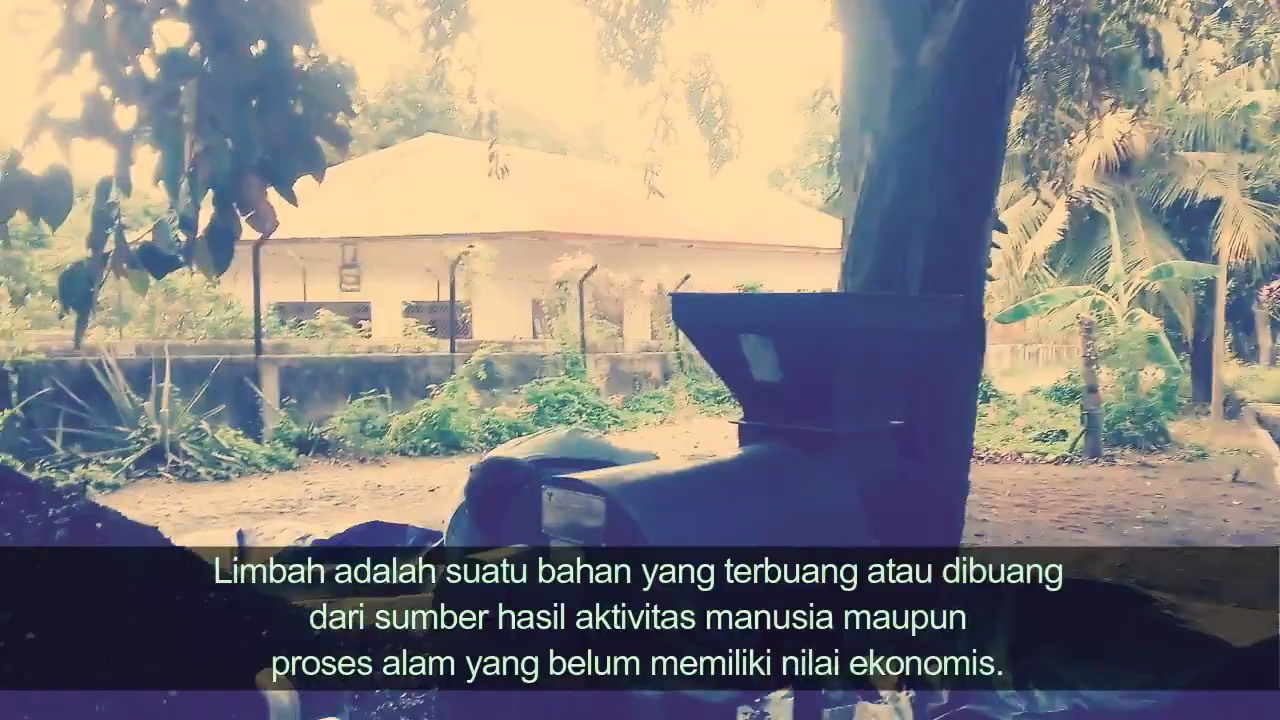 Limbah adalah suatu bahan yang terbuang atau dibuang
dari sumber hasil aktivitas manusia maupun
proses alam yang belum memiliki nilai ekonomis.